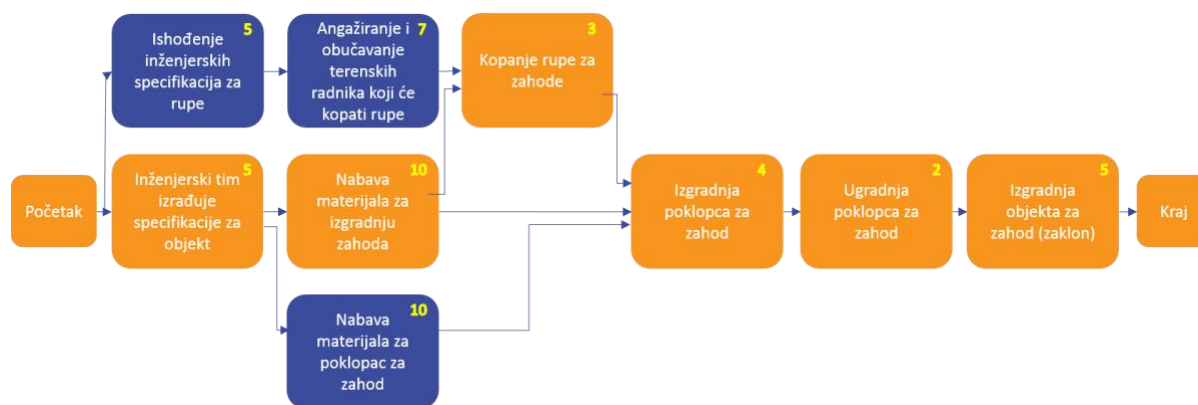 5
Ishođenje
inženjerskih
specifikacija za
rupe
7
Angažiranje i
obučavanje
terenskih
radnika koji će
kopati rupe
3
Kopanje rupe za
zahode
Početak
5
Inženjerski tim
izrađuje
specifikacije za
objekt
10
Nabava
materijala za
izgradnju
zahoda
10
Nabava
materijala za
poklopac za
zahod
4
Izgradnja
poklopca za
zahod
2
Ugradnja
poklopca za
zahod
5
Izgradnja
objekta za
zahod (zaklon)
Kraj